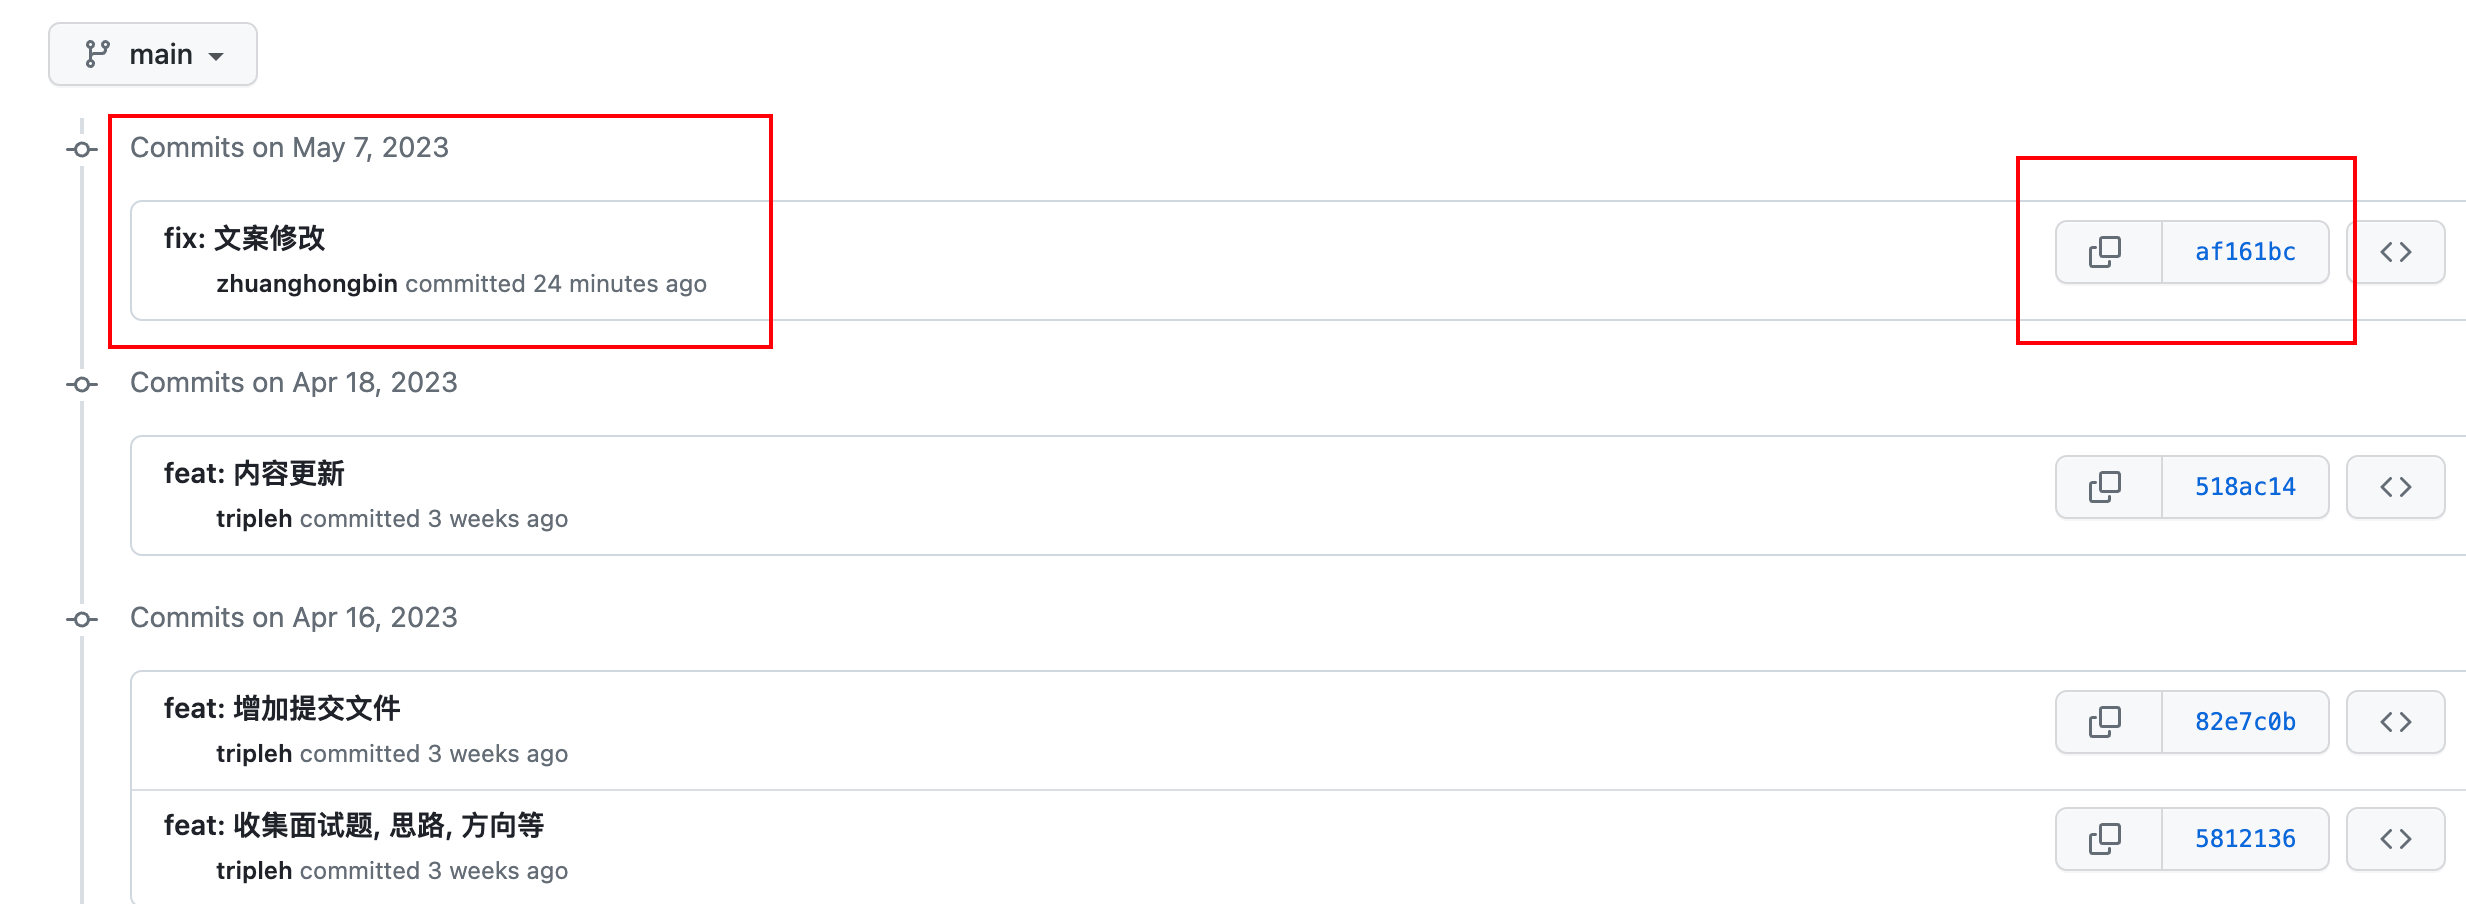 main
Commits on May 7, 2023
fix: 文案修改
af161bc
zhuanghongbin committed 24 minutes ago
Commits on Apr 18, 2023
feat: 内容更新
518ac14
tripleh committed 3 weeks ago
Commits on Apr 16, 2023
feat: 增加提交文件
82e7c0b
tripleh committed 3 weeks ago
feat: 收集面试题, 思路, 方向等
5812136
tripleh committed 3 weeks ago